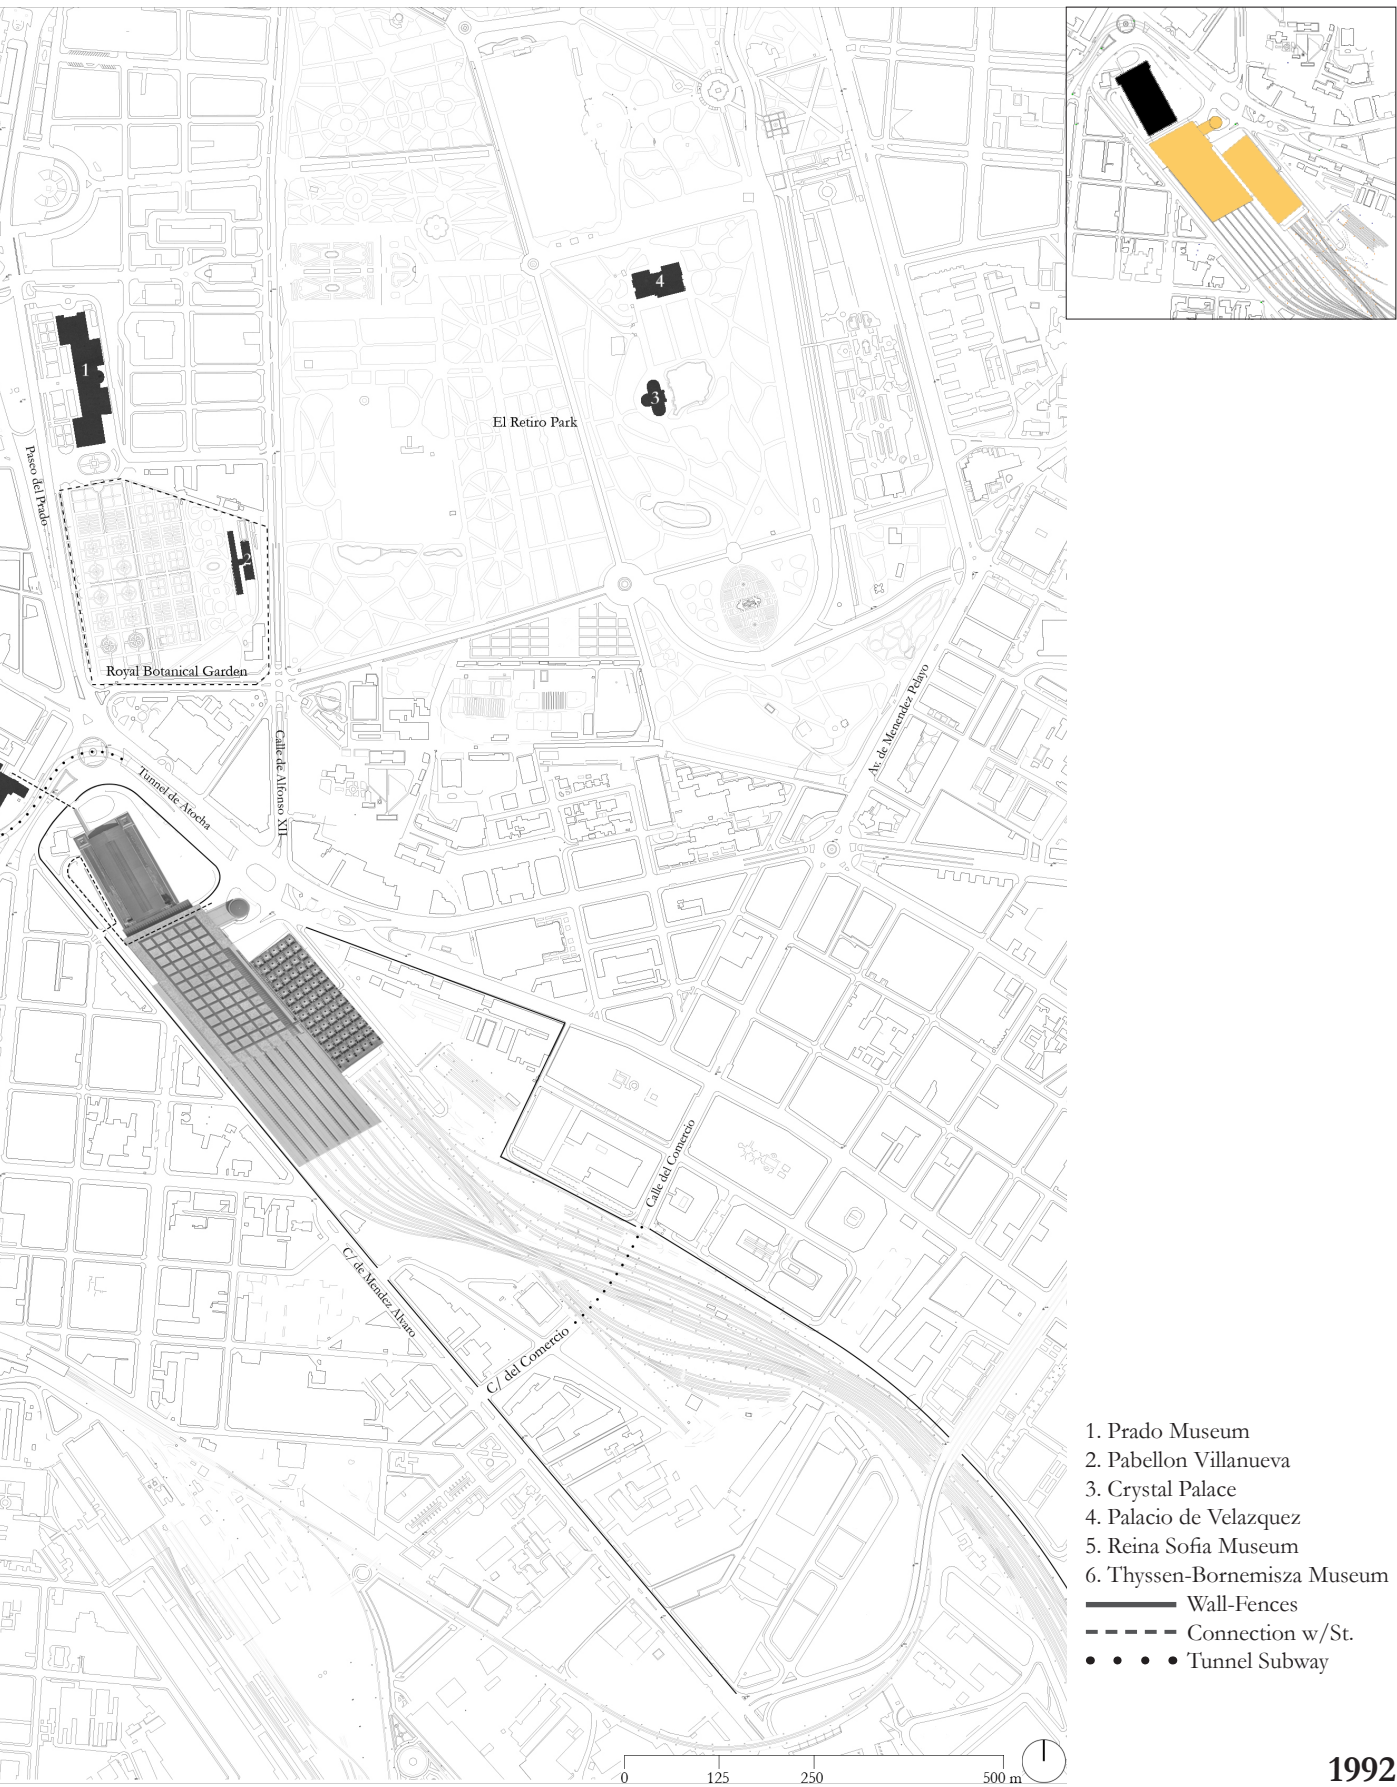 4
1
3
El Retiro Park
Paseo del Prado
2
Royal Botanical Garden
Av. de Menendez Pelayo
Calle de Alfonso XII
Tunnel de Atocha
Calle del Comercio
C/ de Mendez Alvaro
C/ del Comercio
1. Prado Museum
2. Pabellon Villanueva
3. Crystal Palace
4. Palacio de Velazquez
5. Reina Sofia Museum
6. Thyssen-Bornemisza Museum
Wall-Fences
Connection w/St.
Tunnel Subway
0 125 250 500 m
1992